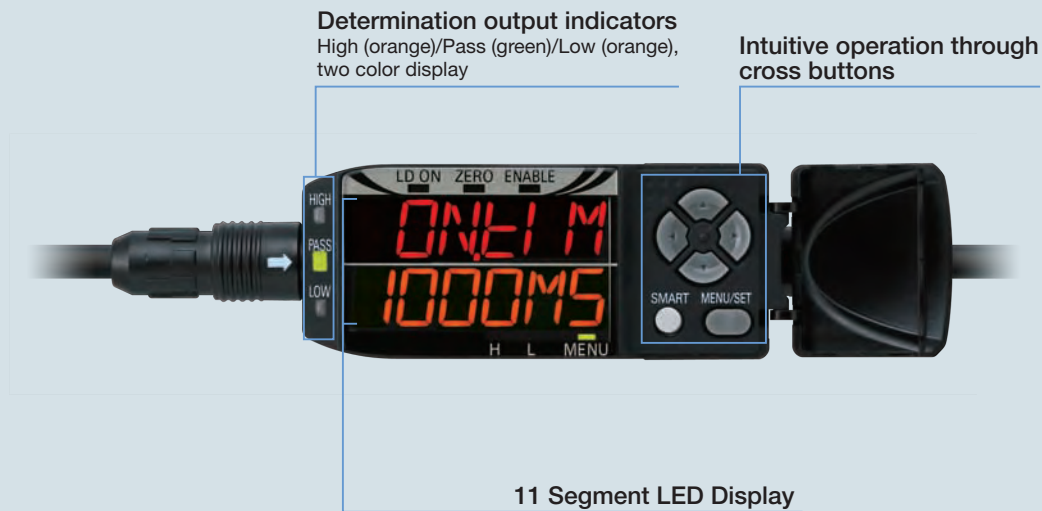 Determination output indicators
High (orange)/Pass (green)/Low (orange),
two color display
Intuitive operation through
cross buttons
LD ON ZERO ENABLE
HIGH
PASS
LOW
ON.tIM
1000MS
SMART MENU/SET
H L MENU
11 Segment LED Display